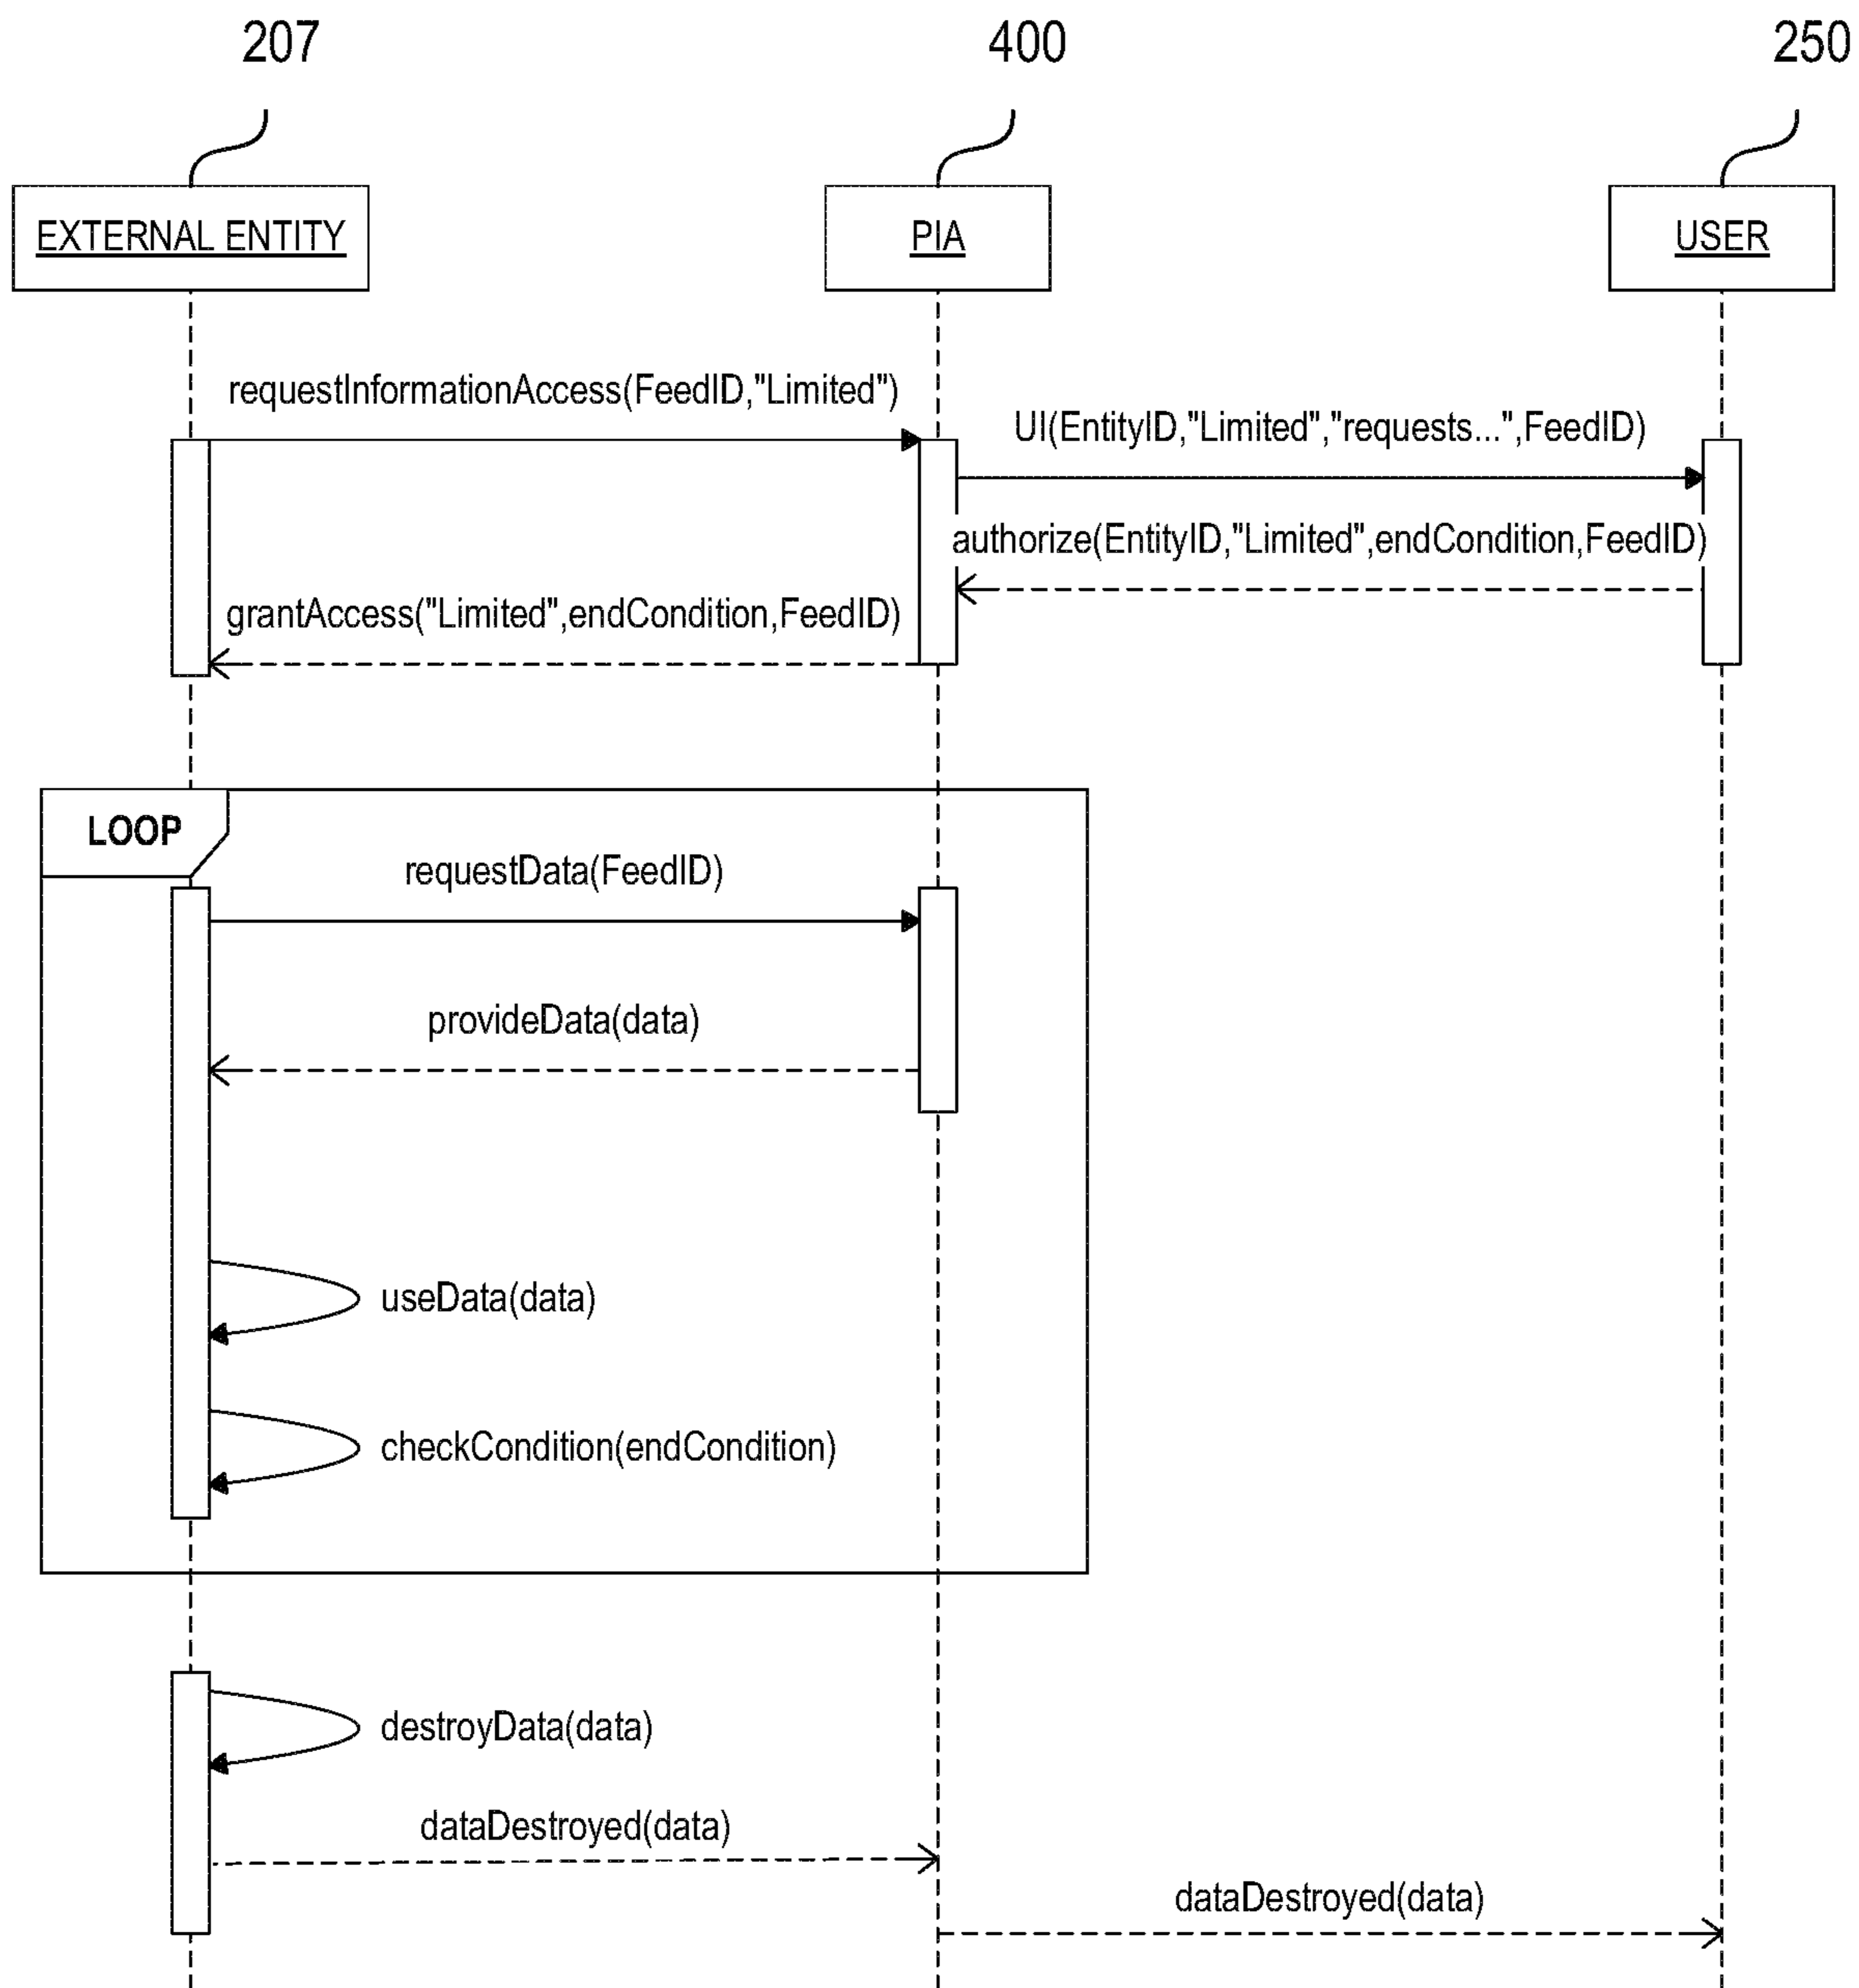 207
400
250
EXTERNAL ENTITY
PIA
USER
requestInformationAccess(FeedID,"Limited")
UI(EntityID,"Limited","requests...",FeedID)
authorize(EntityID,"Limited",endCondition,FeedID)
grantAccess("Limited",endCondition,FeedID)
LOOP
requestData(FeedID)
provideData(data)
useData(data)
checkCondition(endCondition)
destroyData(data)
dataDestroyed(data)
dataDestroyed(data)